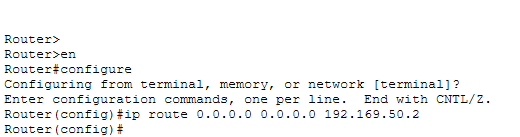 Router>
Router>en
Router#configure
Configuring from terminal, memory, or network [terminal]?
Enter configuration commands, one per line.  End with CNTL/Z.
Router(config)#ip route 0.0.0.0 0.0.0.0 192.169.50.2
Router(config)#